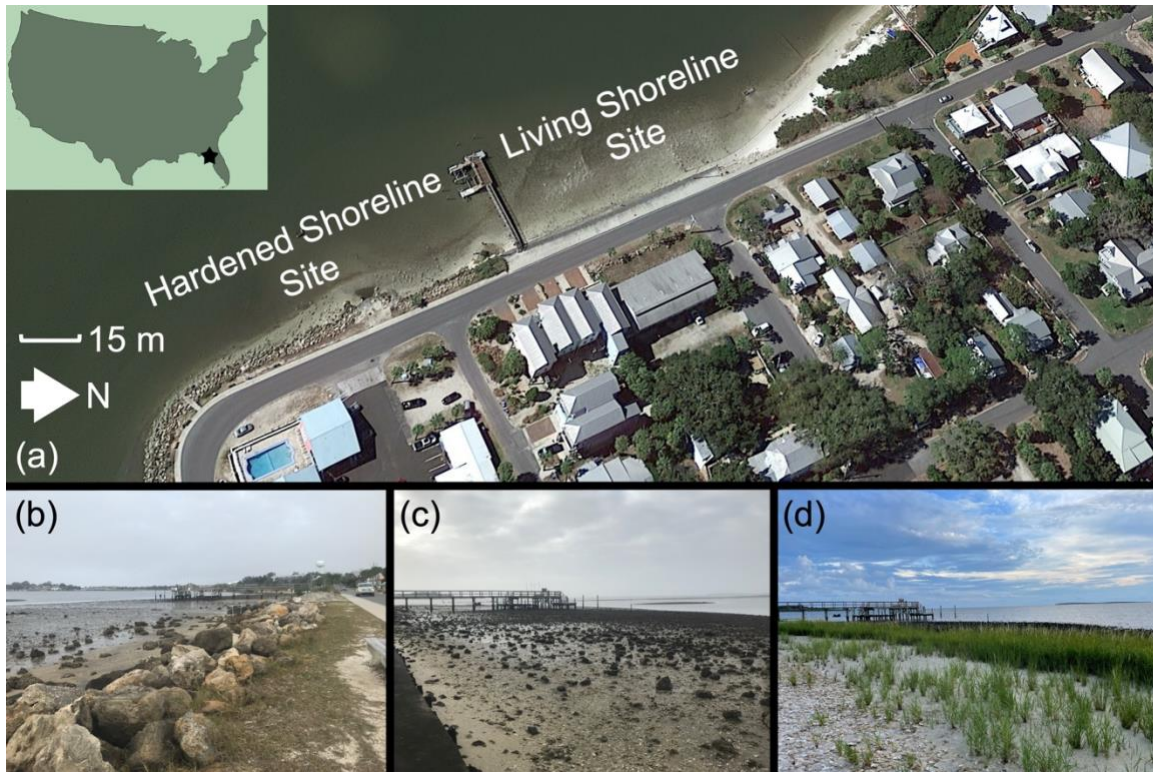 Hardened Shoreline
Site
Living Shoreline
Site
15 m
N
(a)
(b)
(c)
(d)